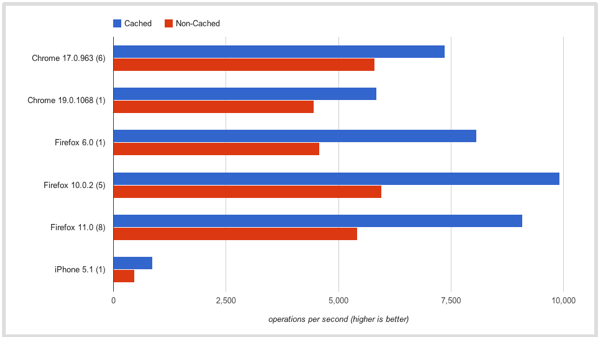 Cached Non-Cached
Chrome 17.0.963 (6)
Chrome 19.0.1068 (1)
Firefox 6.0 (1)
Firefox 10.0.2 (5)
Firefox 11.0 (8)
iPhone 5.1 (1)
0 2,500 5,000 7,500 10,000
operations per second (higher is better)